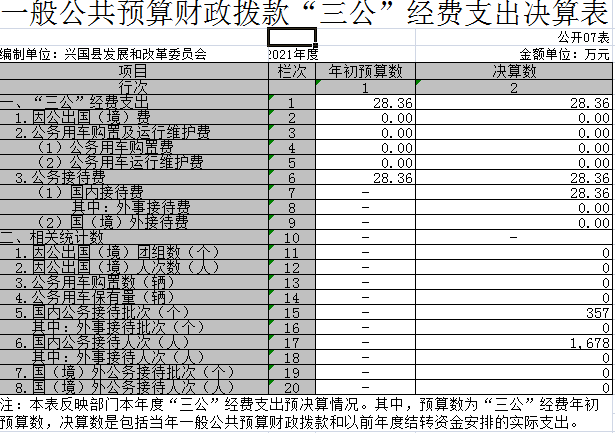 一般公共预算财政拨款“三公”经费支出决算表
公开07表
编制单位：兴国县发展和改革委员会 2021年度 金额单位：万元
项目 栏次 年初预算数 决算数
行次 1 2
一、“三公”经费支出 1 28.36 28.36
1.因公出国（境）费 2 0.00 0.00
2.公务用车购置及运行维护费 3 0.00 0.00
（1）公务用车购置费 4 0.00 0.00
（2）公务用车运行维护费 5 0.00 0.00
3.公务接待费 6 28.36 28.36
（1）国内接待费 7 – 28.36
其中：外事接待费 8 – 0.00
（2）国（境）外接待费 9 – 0.00
二、相关统计数 10 – –
1.因公出国（境）团组数（个） 11 – 0
2.因公出国（境）人次数（人） 12 – 0
3.公务用车购置数（辆） 13 – 0
4.公务用车保有量（辆） 14 – 0
5.国内公务接待批次（个） 15 – 357
其中：外事接待批次（个） 16 – 0
6.国内公务接待人次（人） 17 – 1,678
其中：外事接待人次（人） 18 – 0
7.国（境）外公务接待批次（个） 19 – 0
8.国（境）外公务接待人次（人） 20 – 0
注：本表反映部门本年度“三公”经费支出预决算情况。其中，预算数为“三公”经费年初
预算数，决算数是包括当年一般公共预算财政拨款和以前年度结转资金安排的实际支出。